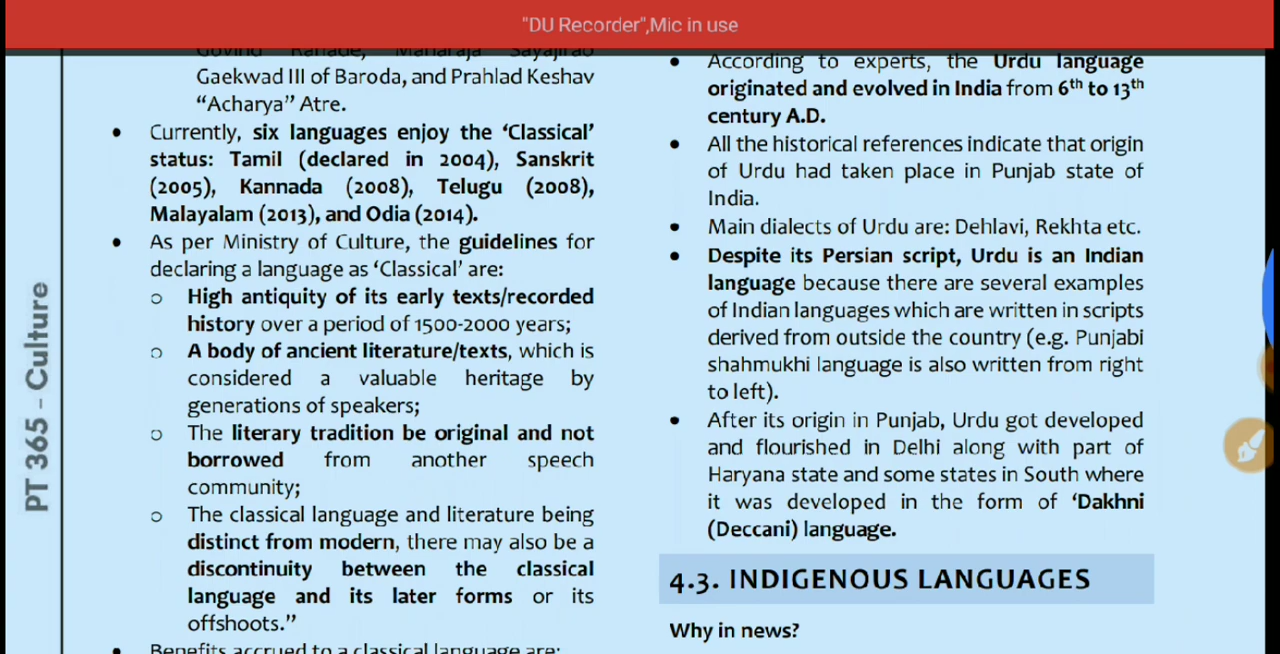 "DU Recorder",Mic in use
Govind Ranade, Maharaja Sayajirao
Gaekwad III of Baroda, and Prahlad Keshav
“Acharya” Atre.
• Currently, six languages enjoy the ‘Classical’
status: Tamil (declared in 2004), Sanskrit
(2005), Kannada (2008), Telugu (2008),
Malayalam (2013), and Odia (2014).
• As per Ministry of Culture, the guidelines for
declaring a language as ‘Classical’ are:
o High antiquity of its early texts/recorded
history over a period of 1500-2000 years;
o A body of ancient literature/texts, which is
considered a valuable heritage by
generations of speakers;
o The literary tradition be original and not
borrowed from another speech
community;
o The classical language and literature being
distinct from modern, there may also be a
discontinuity between the classical
language and its later forms or its
offshoots.”
• Benefits accrued to a classical language are:
• According to experts, the Urdu language
originated and evolved in India from 6th to 13th
century A.D.
• All the historical references indicate that origin
of Urdu had taken place in Punjab state of
India.
• Main dialects of Urdu are: Dehlavi, Rekhta etc.
• Despite its Persian script, Urdu is an Indian
language because there are several examples
of Indian languages which are written in scripts
derived from outside the country (e.g. Punjabi
shahmukhi language is also written from right
to left).
• After its origin in Punjab, Urdu got developed
and flourished in Delhi along with part of
Haryana state and some states in South where
it was developed in the form of ‘Dakhni
(Deccani) language.
4.3. INDIGENOUS LANGUAGES
Why in news?
PT 365 - Culture